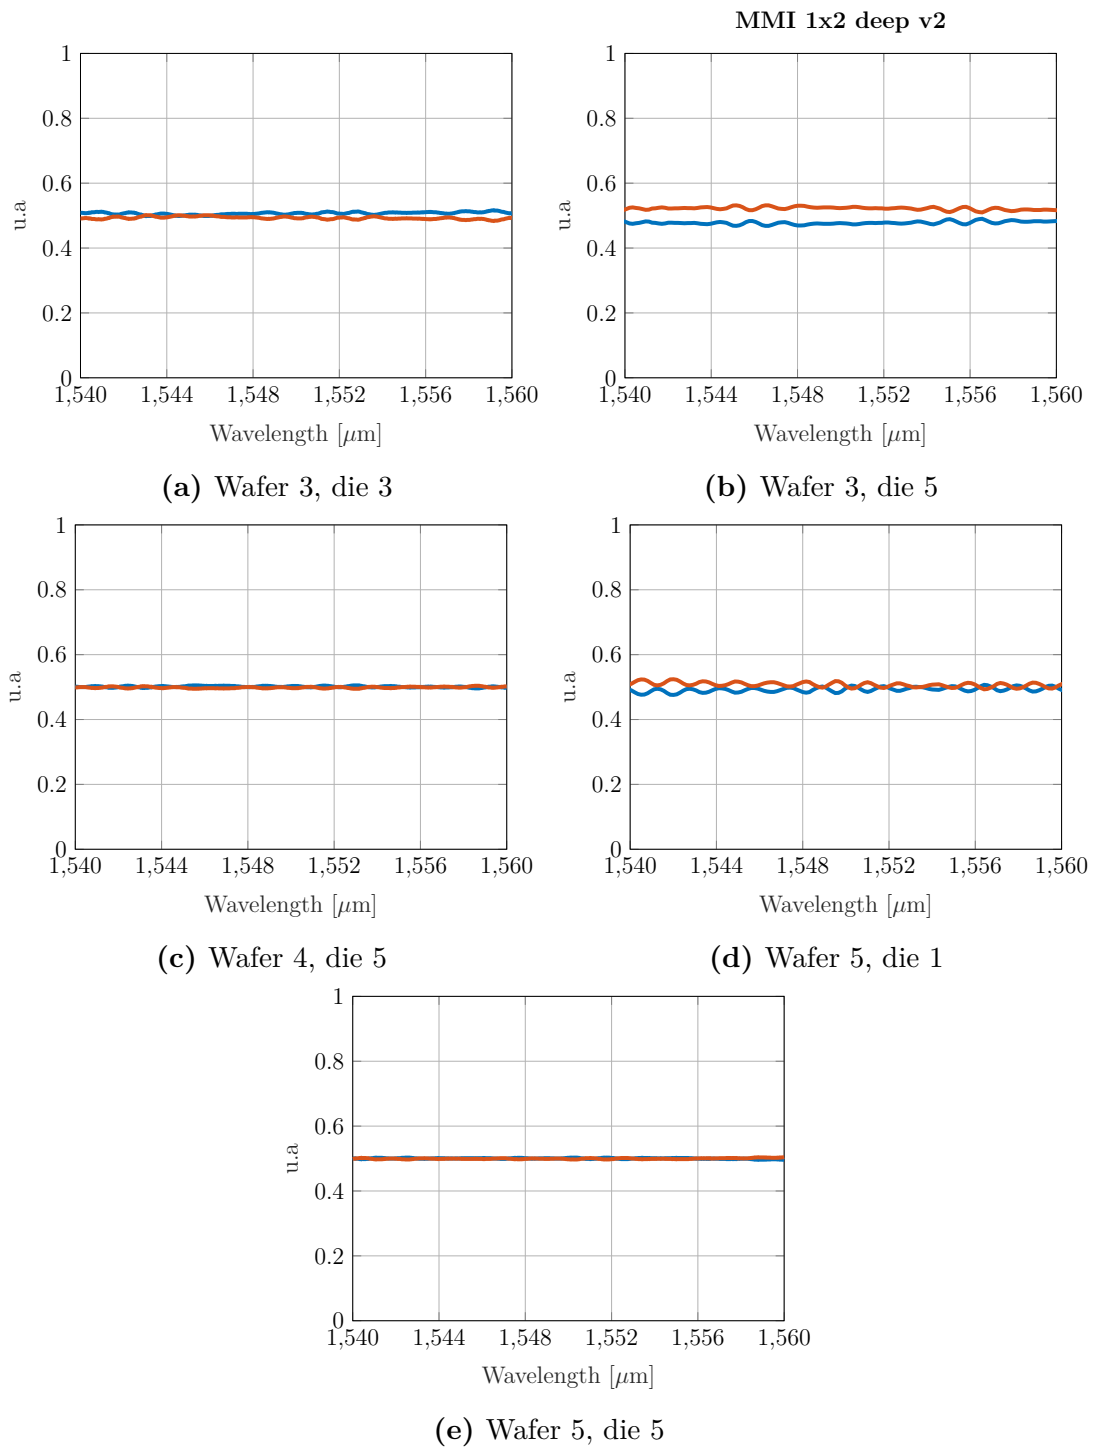 MMI 1x2 deep v2
1
0.8
0.6
0.4
0.2
0
u.a
1,540 1,544 1,548 1,552 1,556 1,560
Wavelength [μm]
(a) Wafer 3, die 3
1
0.8
0.6
0.4
0.2
0
u.a
1,540 1,544 1,548 1,552 1,556 1,560
Wavelength [μm]
(b) Wafer 3, die 5
1
0.8
0.6
0.4
0.2
0
u.a
1,540 1,544 1,548 1,552 1,556 1,560
Wavelength [μm]
(c) Wafer 4, die 5
1
0.8
0.6
0.4
0.2
0
u.a
1,540 1,544 1,548 1,552 1,556 1,560
Wavelength [μm]
(d) Wafer 5, die 1
1
0.8
0.6
0.4
0.2
0
u.a
1,540 1,544 1,548 1,552 1,556 1,560
Wavelength [μm]
(e) Wafer 5, die 5